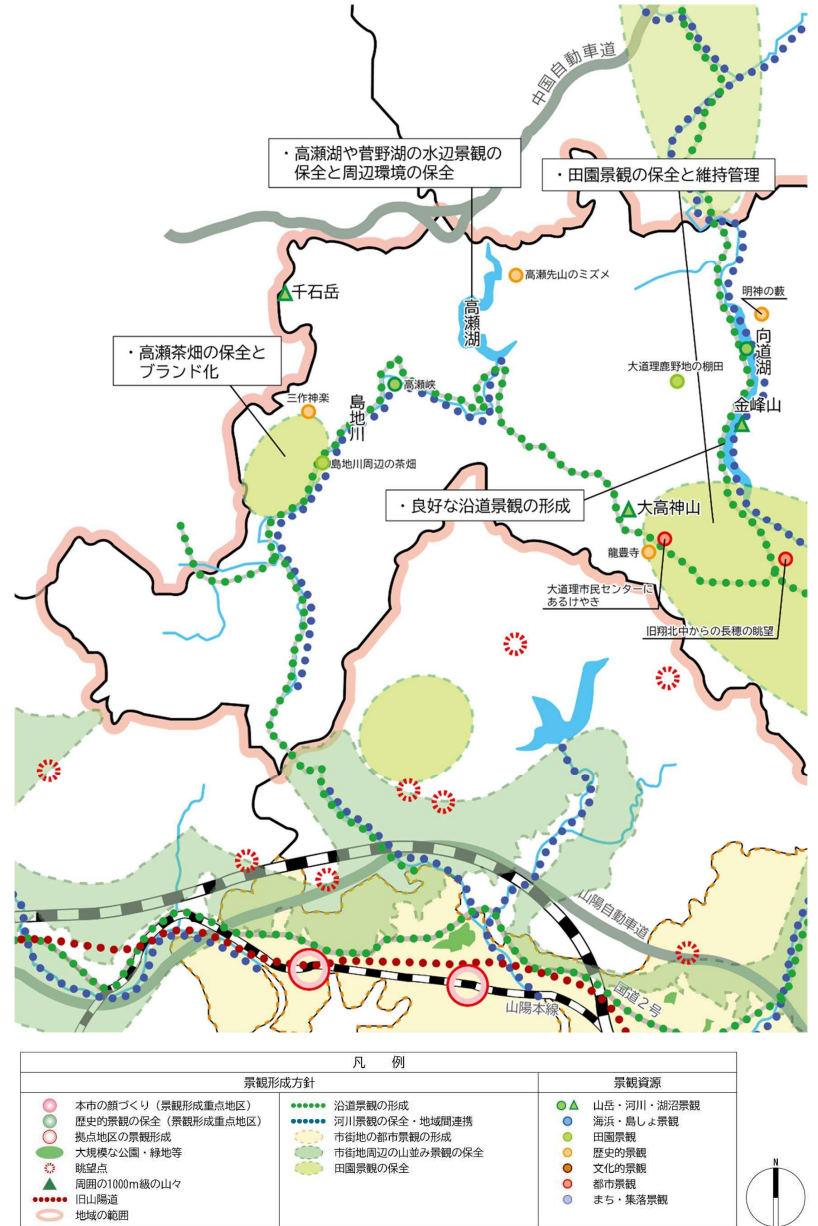 中国自動車道
・高瀬湖や菅野湖の水辺景観の
保全と周辺環境の保全
・田園景観の保全と維持管理
高瀬先山のミズメ
千石岳
明神の藪
高瀬湖
向道湖
・高瀬茶畑の保全と
ブランド化
大道理鹿野地の棚田
高瀬峡
三作神楽
島地川
金峰山
島地川周辺の茶畑
・良好な沿道景観の形成
大高神山
龍豊寺
大道理市民センターに
あるけやき
旧翔北中からの長穂の眺望
山陽自動車道
国道2号
山陽本線
凡 例
景観形成方針
景観資源
本市の顔づくり（景観形成重点地区）
歴史的景観の保全（景観形成重点地区）
拠点地区の景観形成
大規模な公園・緑地等
眺望点
周囲の1000m級の山々
旧山陽道
地域の範囲
沿道景観の形成
河川景観の保全・地域間連携
市街地の都市景観の形成
市街地周辺の山並み景観の保全
田園景観の保全
山岳・河川・湖沼景観
海浜・島しょ景観
田園景観
歴史的景観
文化的景観
都市景観
まち・集落景観
N